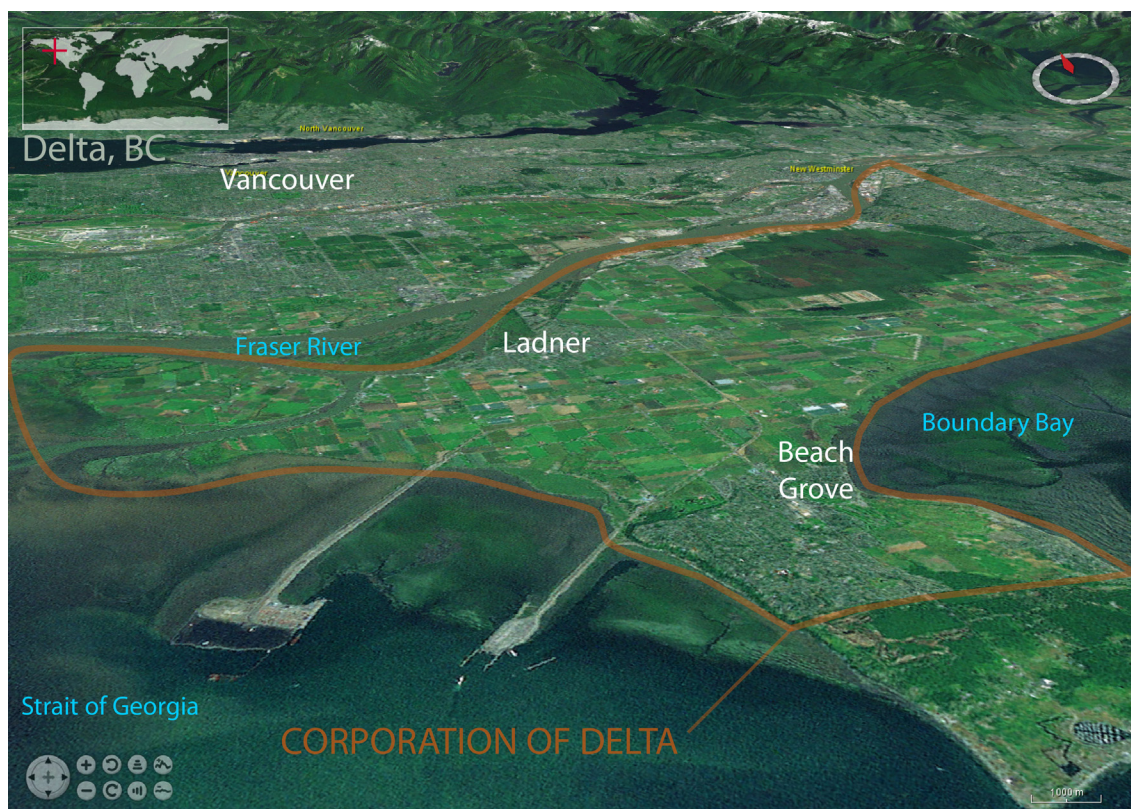 North Vancouver
Delta, BC
Vancouver
New Westminster
Fraser River
Ladner
Boundary Bay
Beach
Grove
Strait of Georgia
CORPORATION OF DELTA
1000 m